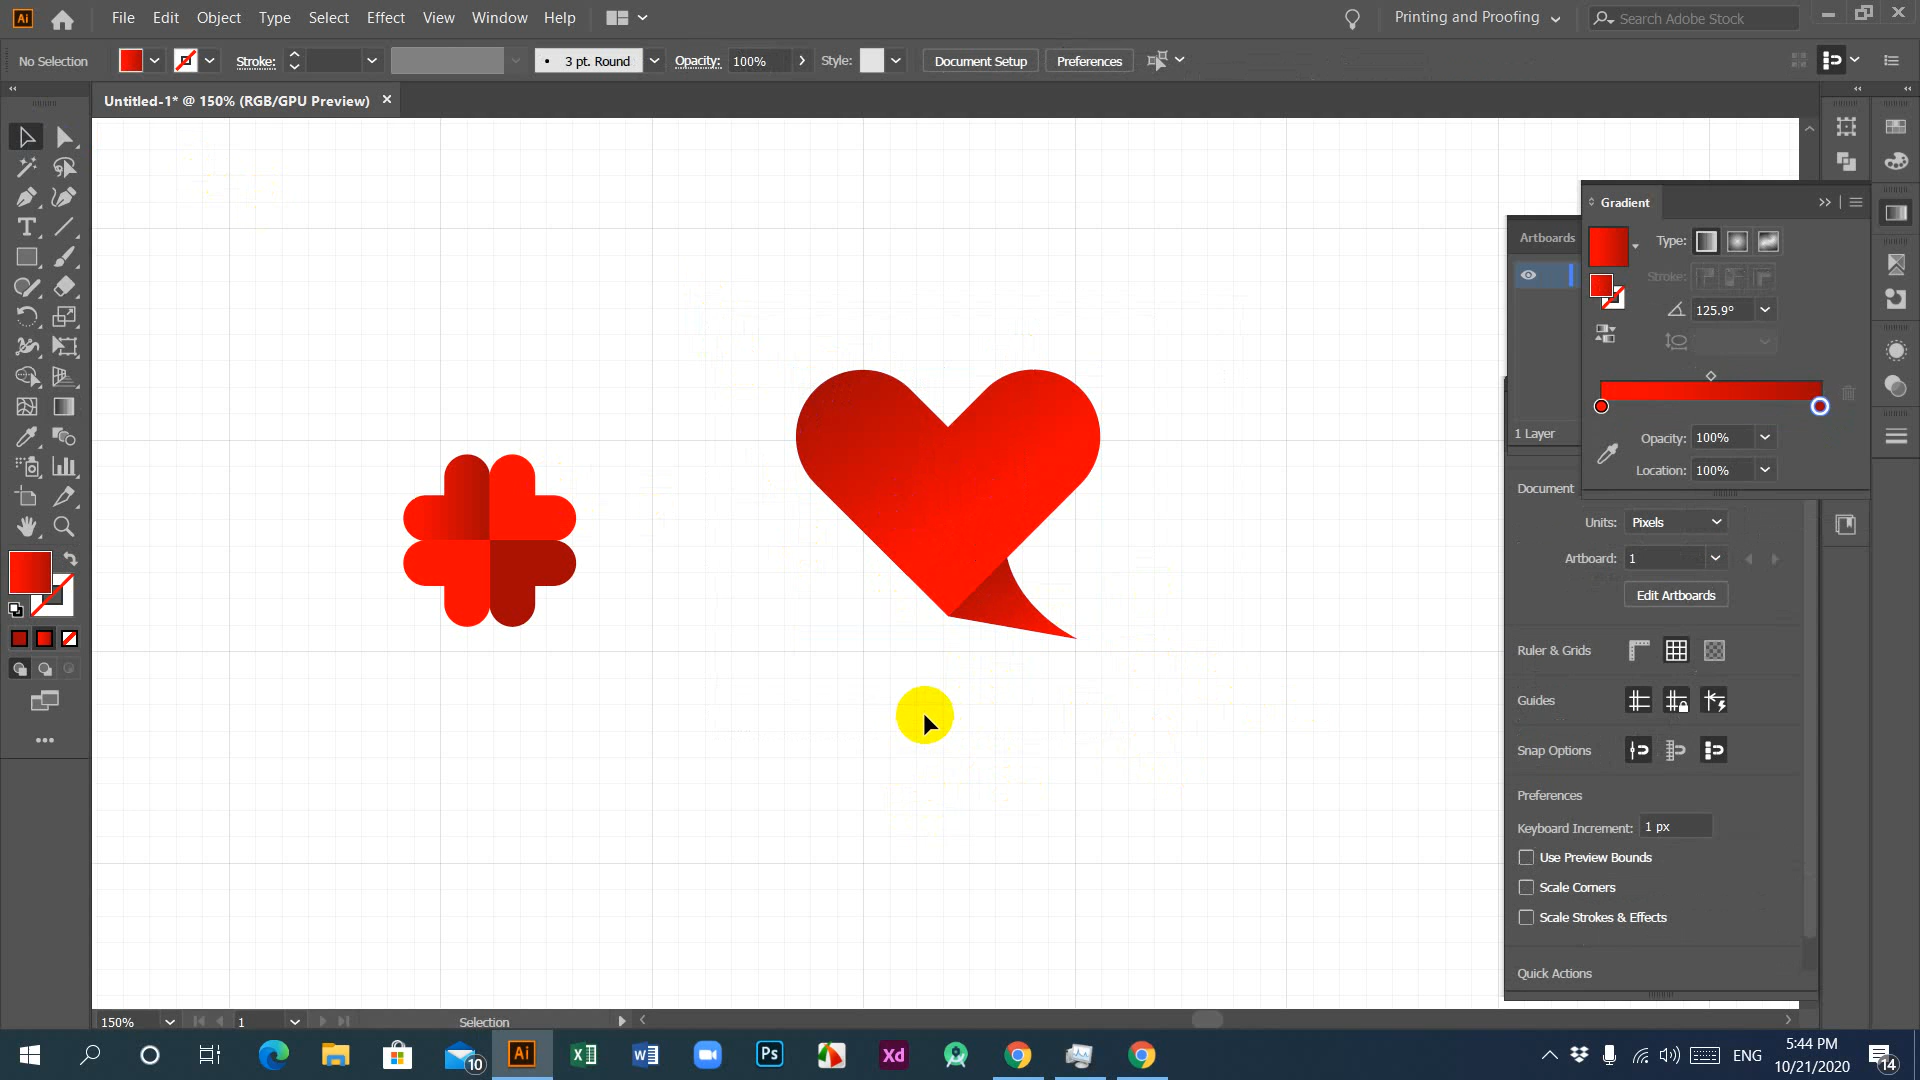 Ai File Edit Object Type Select Effect View Window Help Printing and Proofing Search Adobe Stock
No Selection Stroke: 3 pt. Round Opacity: 100% Style: Document Setup Preferences
Untitled-1* @ 150% (RGB/GPU Preview)
Gradient
Artboards
Type:
Stroke:
125.9°
1 Layer
Opacity: 100%
Location: 100%
Document
Units: Pixels
Artboard: 1
Edit Artboards
Ruler & Grids
Guides
Snap Options
Preferences
Keyboard Increment: 1 px
Use Preview Bounds
Scale Corners
Scale Strokes & Effects
Quick Actions
150% 1 Selection
10 Ai Ps Xd ENG 5:44 PM
10/21/2020 14